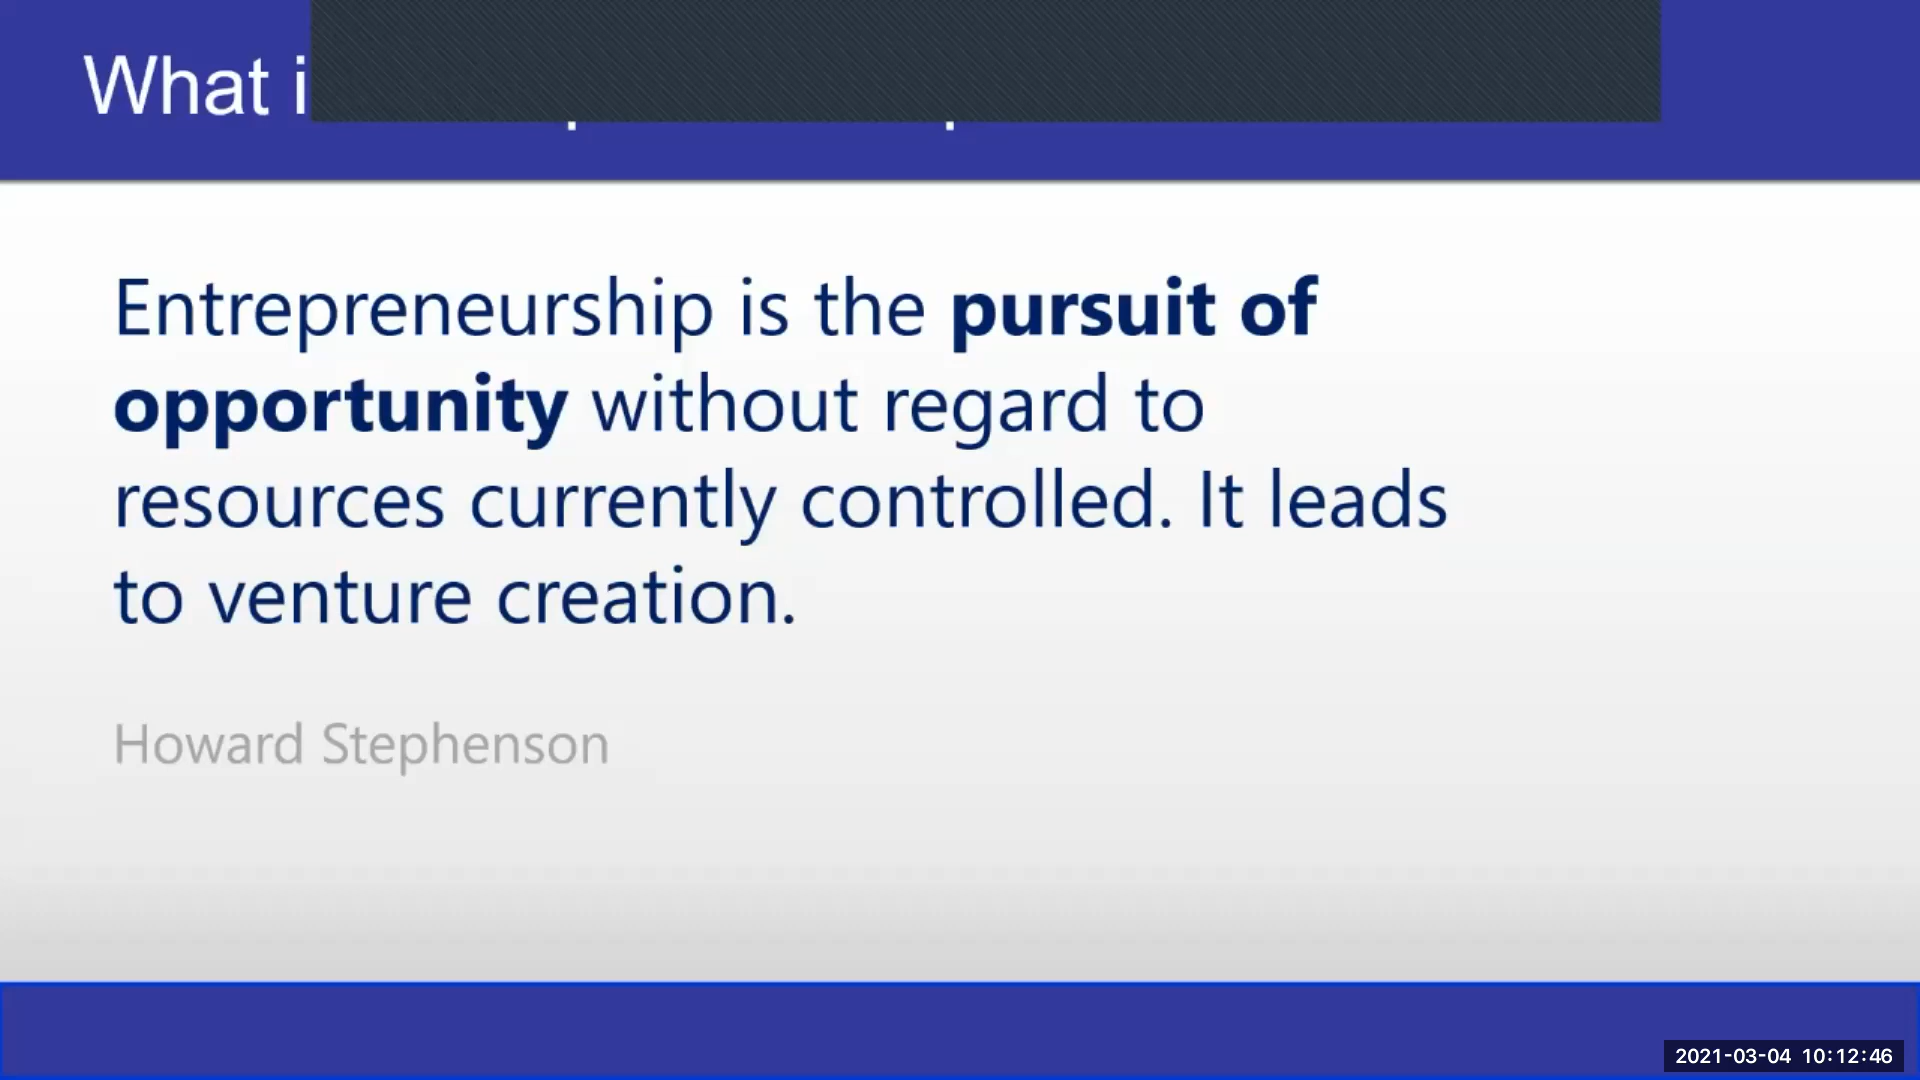 What i
Entrepreneurship is the pursuit of
opportunity without regard to
resources currently controlled. It leads
to venture creation.
Howard Stephenson
2021-03-04 10:12:46